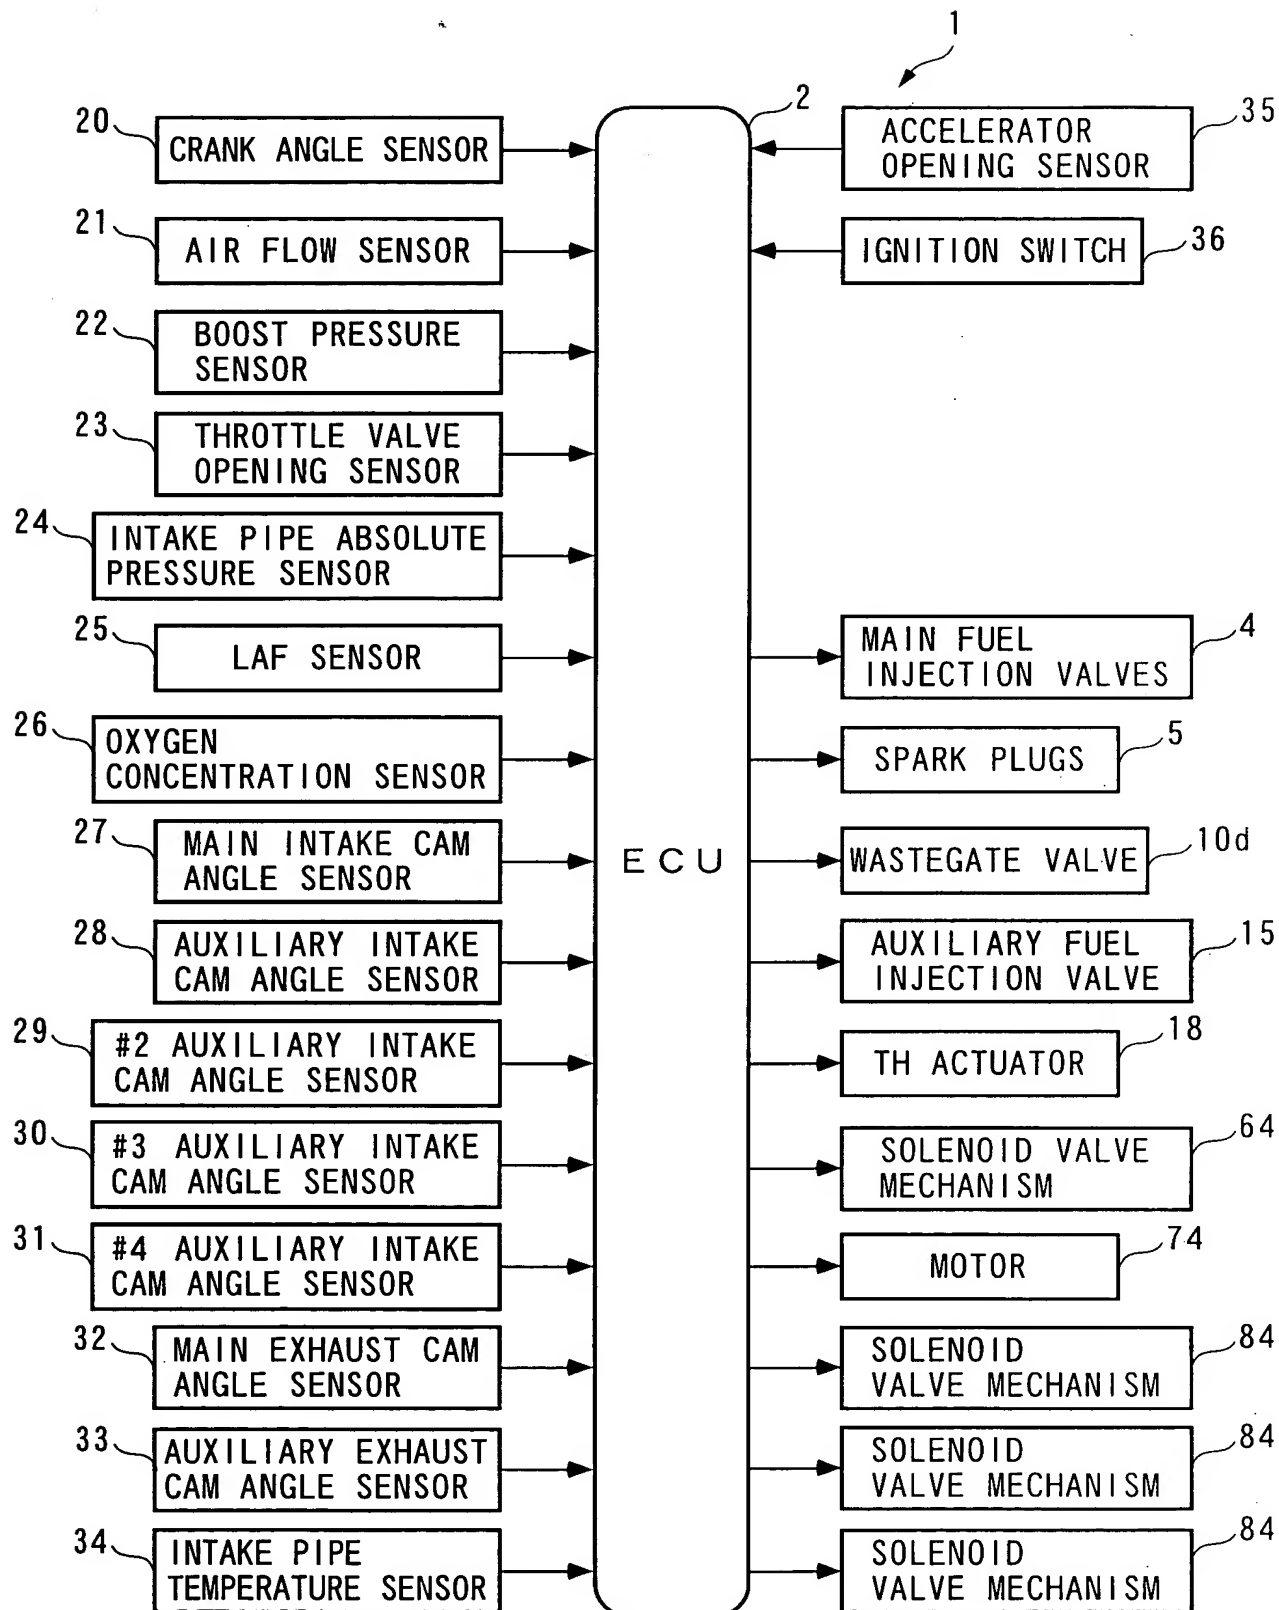 1
2
20
CRANK ANGLE SENSOR
21
AIR FLOW SENSOR
22
BOOST PRESSURE
SENSOR
23
THROTTLE VALVE
OPENING SENSOR
24
INTAKE PIPE ABSOLUTE
PRESSURE SENSOR
25
LAF SENSOR
26
OXYGEN
CONCENTRATION SENSOR
27
MAIN INTAKE CAM
ANGLE SENSOR
28
AUXILIARY INTAKE
CAM ANGLE SENSOR
29
#2 AUXILIARY INTAKE
CAM ANGLE SENSOR
30
#3 AUXILIARY INTAKE
CAM ANGLE SENSOR
31
#4 AUXILIARY INTAKE
CAM ANGLE SENSOR
32
MAIN EXHAUST CAM
ANGLE SENSOR
33
AUXILIARY EXHAUST
CAM ANGLE SENSOR
34
INTAKE PIPE
TEMPERATURE SENSOR
ECU
ACCELERATOR
OPENING SENSOR
35
IGNITION SWITCH
36
MAIN FUEL
INJECTION VALVES
4
SPARK PLUGS
5
WASTEGATE VALVE
10d
AUXILIARY FUEL
INJECTION VALVE
15
TH ACTUATOR
18
SOLENOID VALVE
MECHANISM
64
MOTOR
74
SOLENOID
VALVE MECHANISM
84
SOLENOID
VALVE MECHANISM
84
SOLENOID
VALVE MECHANISM
84